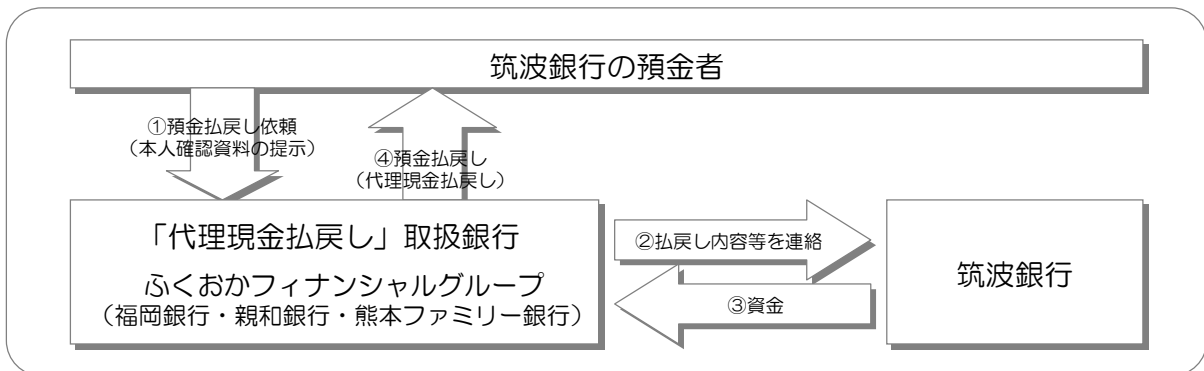 筑波銀行の預金者
①預金払戻し依頼
（本人確認資料の提示）
④預金払戻し
（代理現金払戻し）
「代理現金払戻し」取扱銀行
ふくおかフィナンシャルグループ
（福岡銀行・親和銀行・熊本ファミリー銀行）
②払戻し内容等を連絡
③資金
筑波銀行